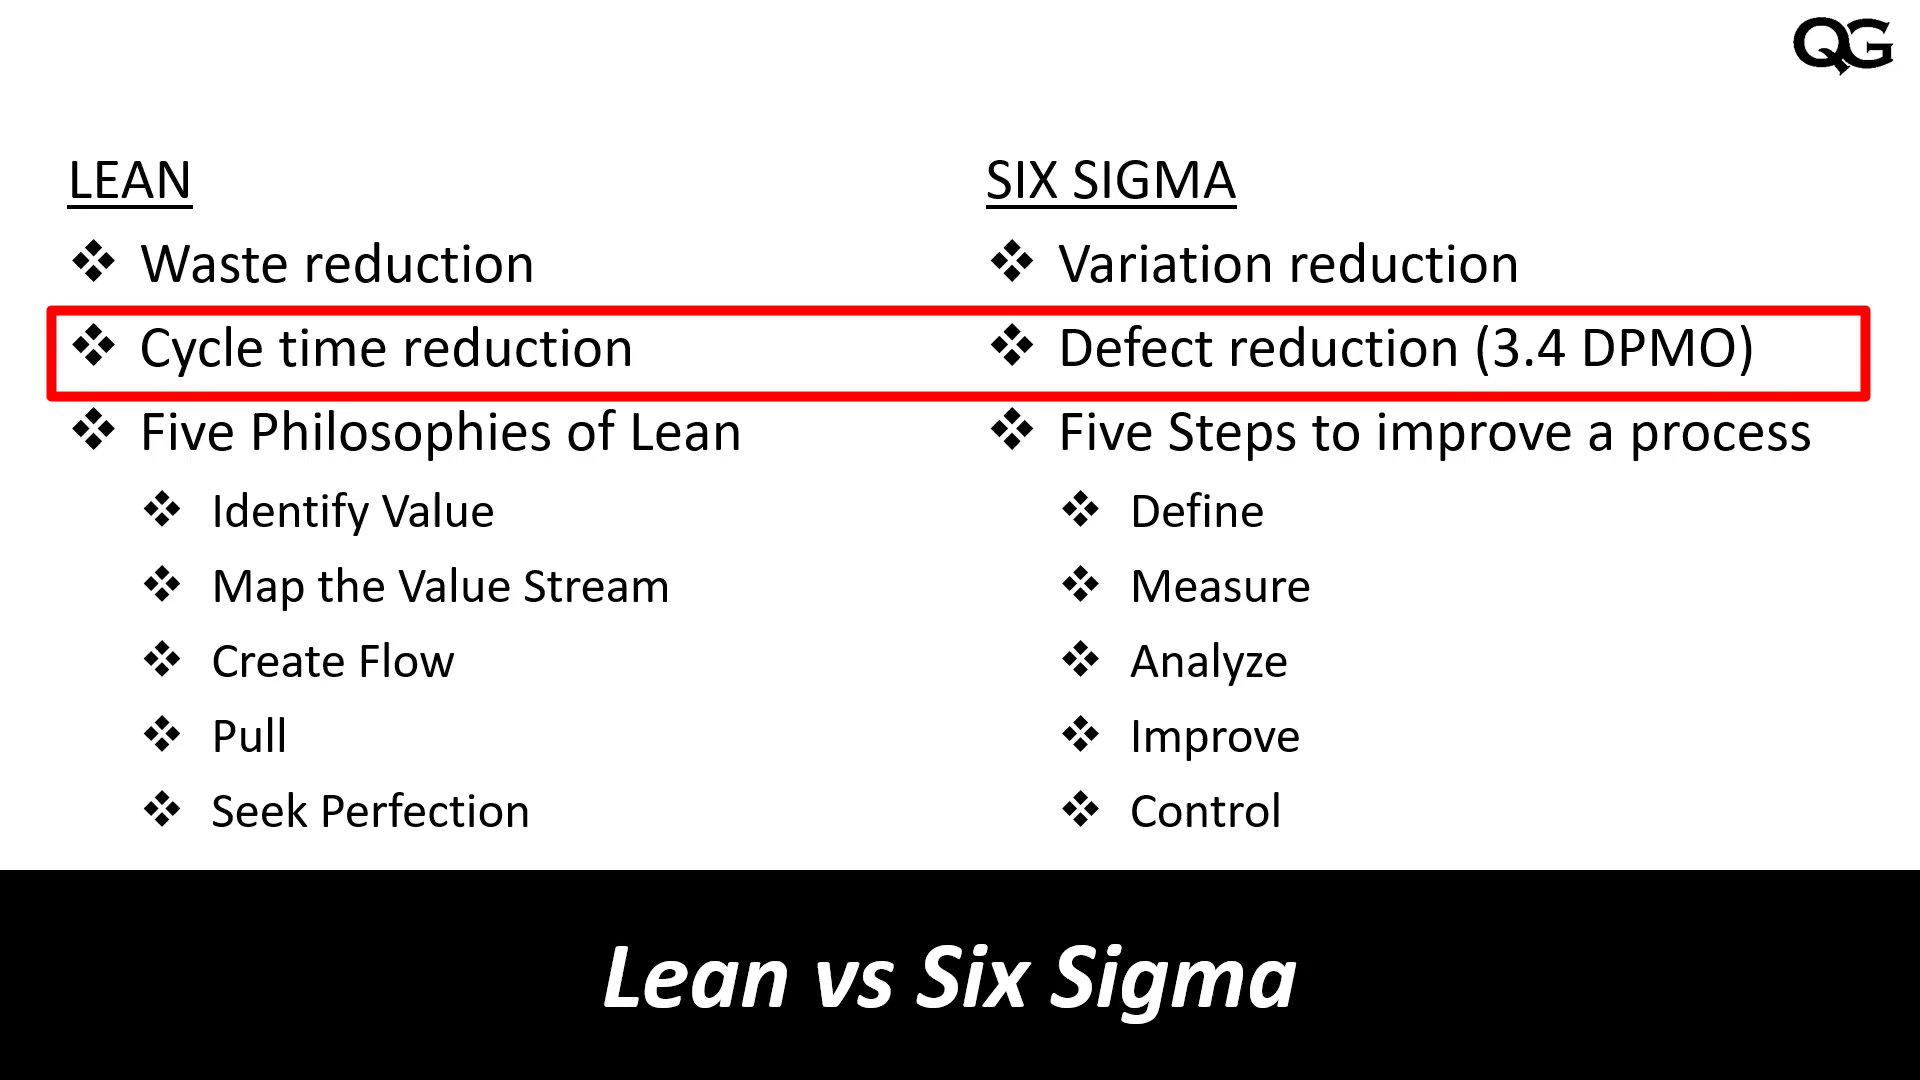 QG
LEAN
❖ Waste reduction
❖ Cycle time reduction
❖ Five Philosophies of Lean
❖ Identify Value
❖ Map the Value Stream
❖ Create Flow
❖ Pull
❖ Seek Perfection
SIX SIGMA
❖ Variation reduction
❖ Defect reduction (3.4 DPMO)
❖ Five Steps to improve a process
❖ Define
❖ Measure
❖ Analyze
❖ Improve
❖ Control
Lean vs Six Sigma